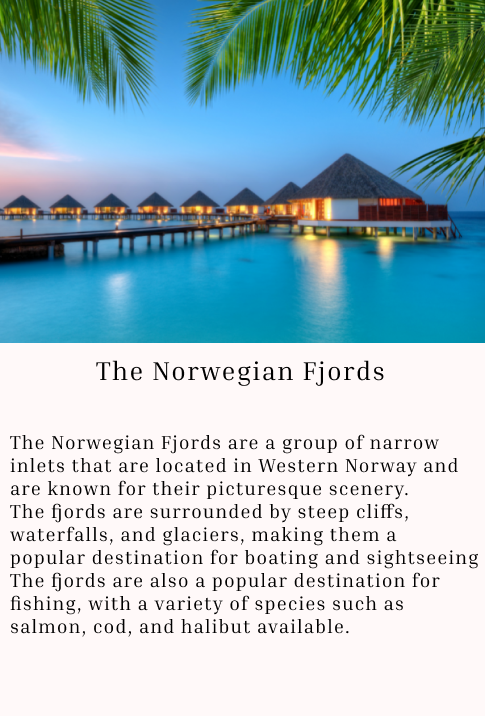 The Norwegian Fjords
The Norwegian Fjords are a group of narrow
inlets that are located in Western Norway and
are known for their picturesque scenery.
The fjords are surrounded by steep cliffs,
waterfalls, and glaciers, making them a
popular destination for boating and sightseeing
The fjords are also a popular destination for
fishing, with a variety of species such as
salmon, cod, and halibut available.